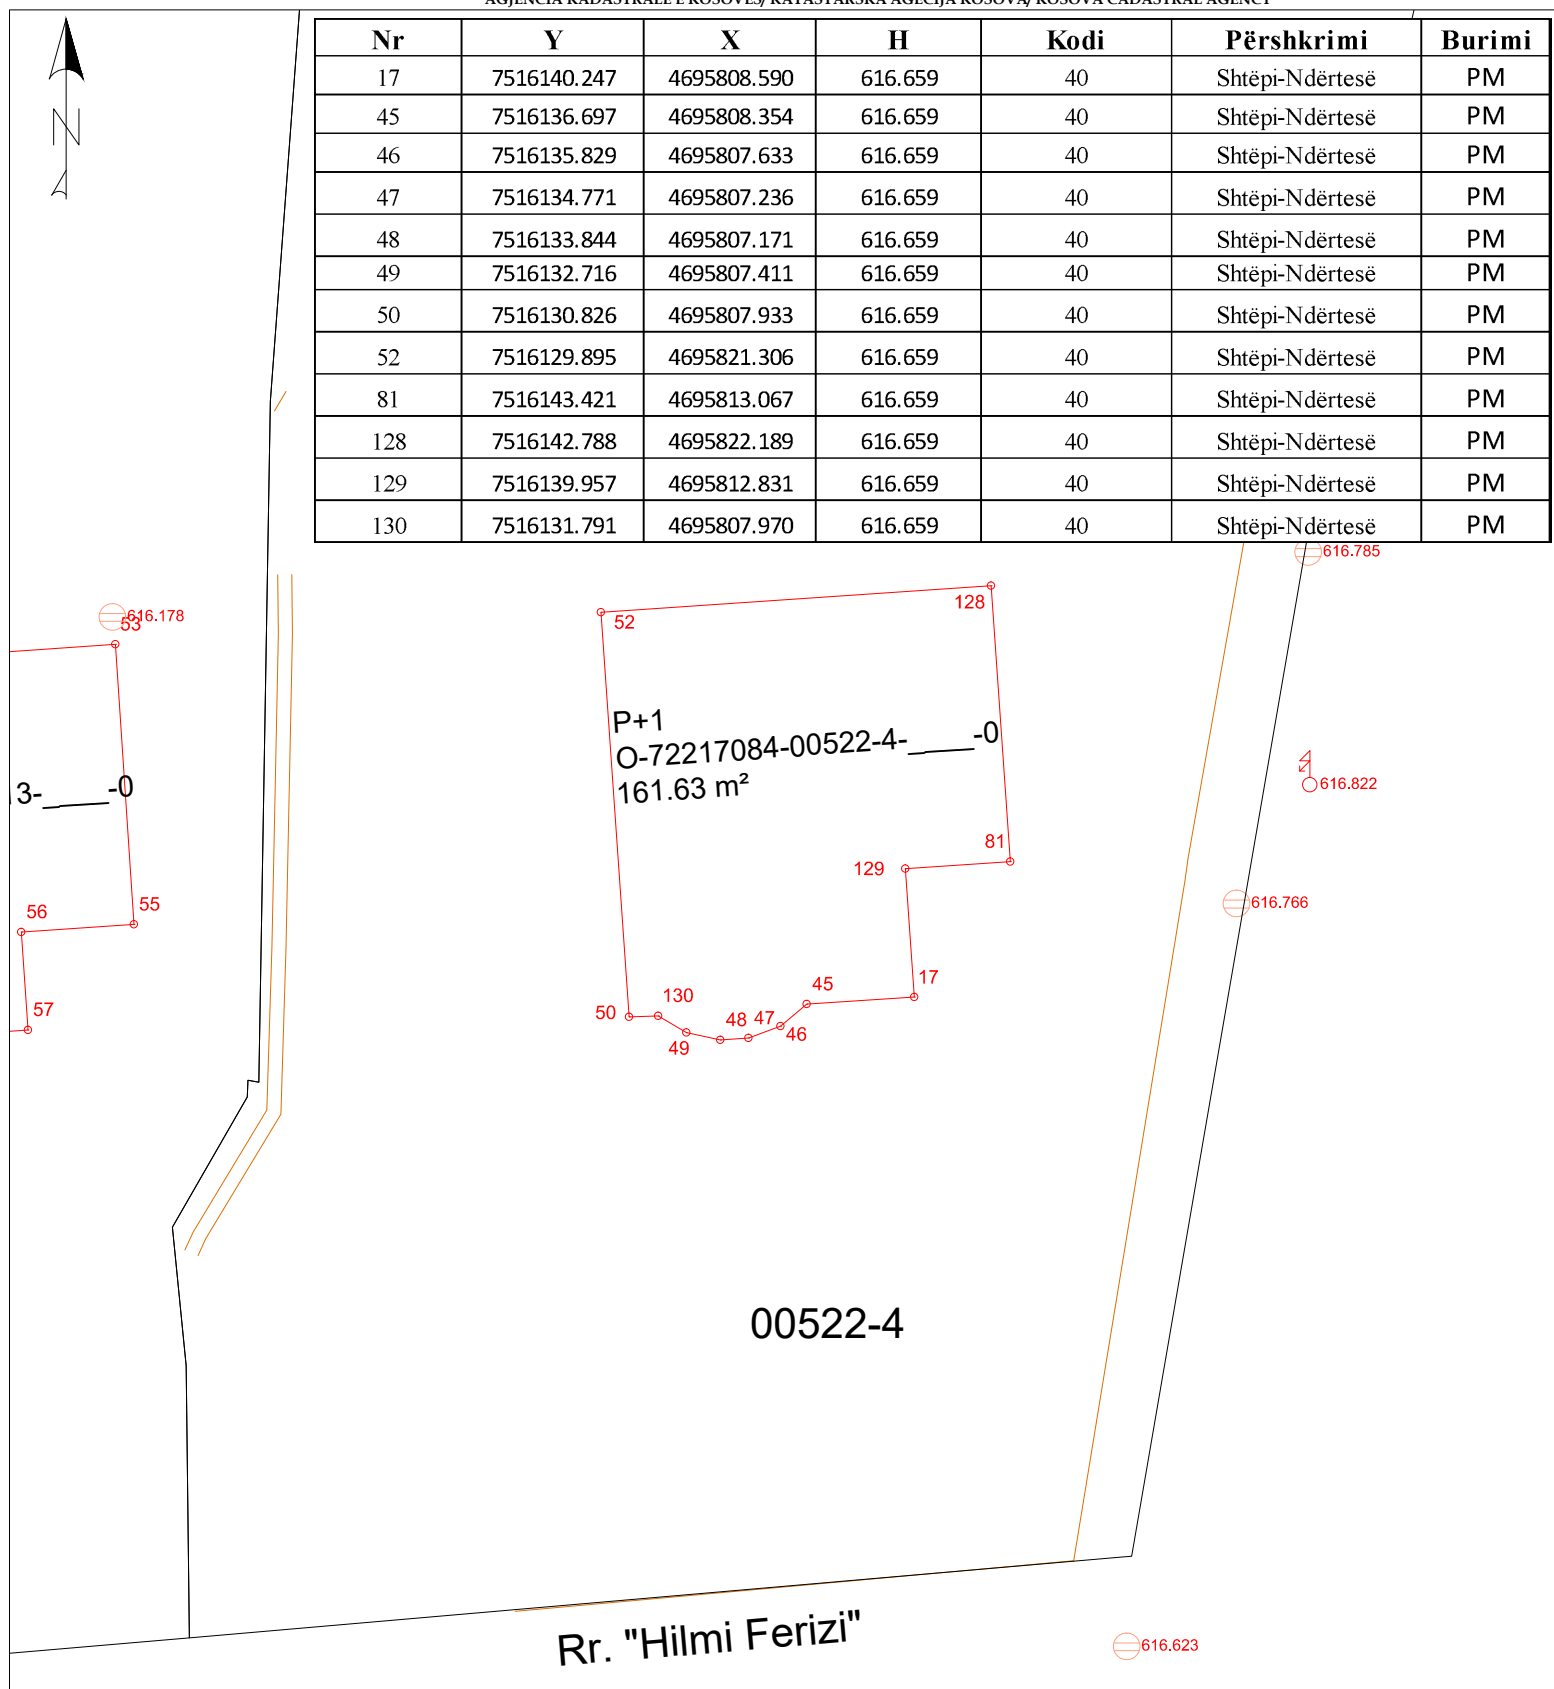 AGJENCIA KADASTRALE E KOSOVËS/ KATASTARSKA AGECIJA KOSOVA/ KOSOVA CADASTRAL AGENCY
Nr Y X H Kodi Përshkrimi Burimi
17 7516140.247 4695808.590 616.659 40 Shtëpi-Ndërtesë PM
45 7516136.697 4695808.354 616.659 40 Shtëpi-Ndërtesë PM
46 7516135.829 4695807.633 616.659 40 Shtëpi-Ndërtesë PM
47 7516134.771 4695807.236 616.659 40 Shtëpi-Ndërtesë PM
48 7516133.844 4695807.171 616.659 40 Shtëpi-Ndërtesë PM
49 7516132.716 4695807.411 616.659 40 Shtëpi-Ndërtesë PM
50 7516130.826 4695807.933 616.659 40 Shtëpi-Ndërtesë PM
52 7516129.895 4695821.306 616.659 40 Shtëpi-Ndërtesë PM
81 7516143.421 4695813.067 616.659 40 Shtëpi-Ndërtesë PM
128 7516142.788 4695822.189 616.659 40 Shtëpi-Ndërtesë PM
129 7516139.957 4695812.831 616.659 40 Shtëpi-Ndërtesë PM
130 7516131.791 4695807.970 616.659 40 Shtëpi-Ndërtesë PM
N
616.785
616.178
53
52
128
P+1
O-72217084-00522-4-____-0
161.63 m²
3-____-0
616.822
81
129
616.766
55
56
57
17
45
130
50
48
47
46
49
00522-4
Rr. "Hilmi Ferizi"
616.623